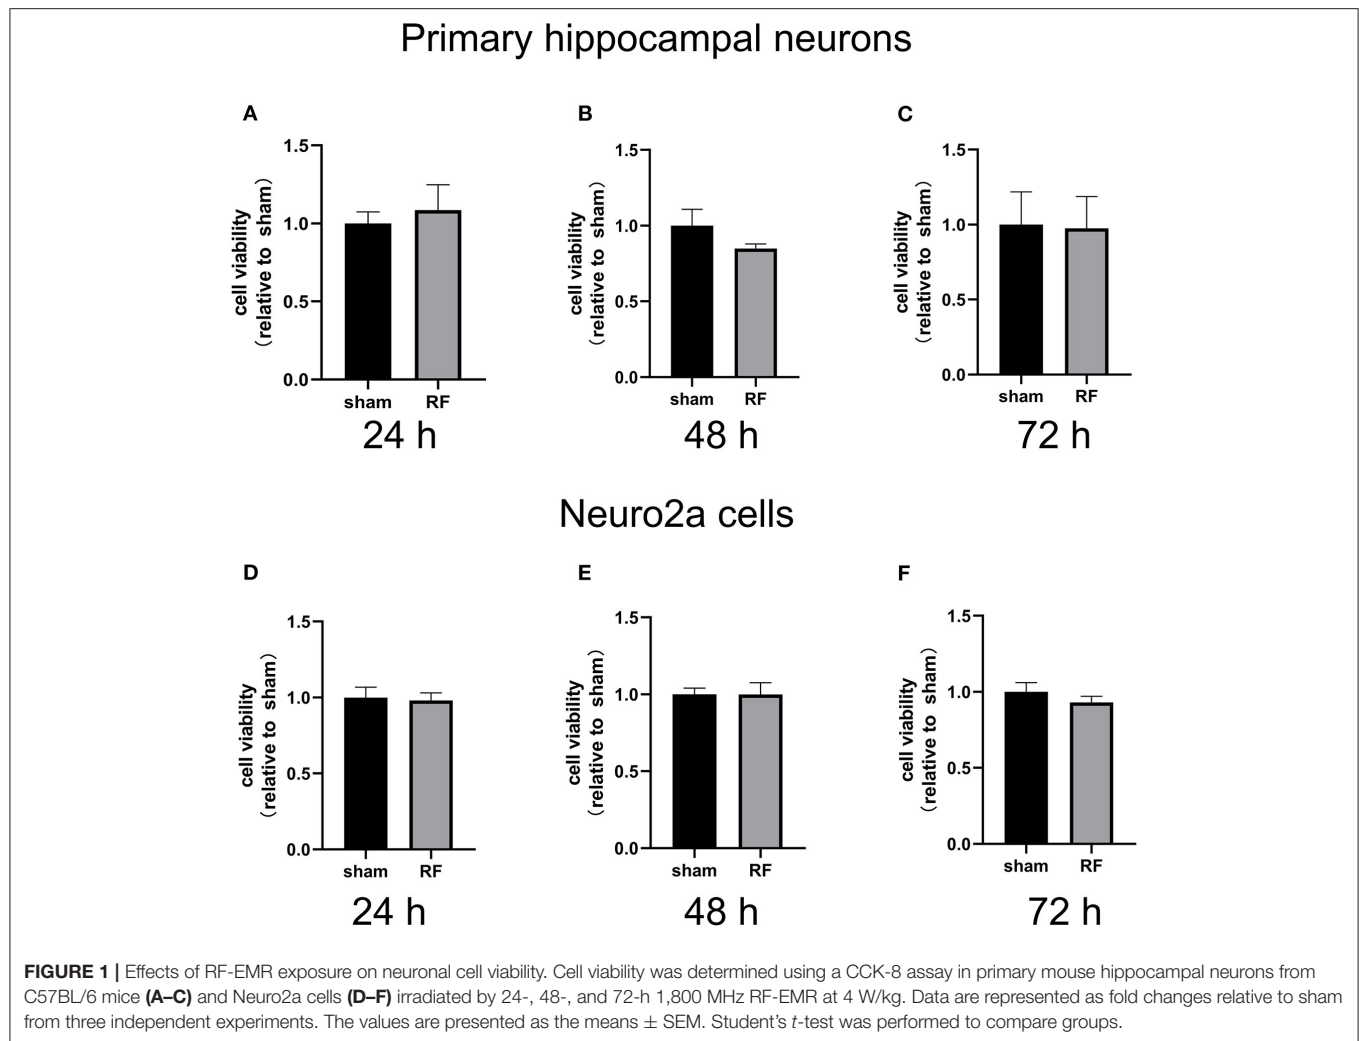 Primary hippocampal neurons
A
B
C
cell viability
(relative to sham)
1.5
1.0
0.5
0.0
sham RF
24 h
cell viability
(relative to sham)
1.5
1.0
0.5
0.0
sham RF
48 h
cell viability
(relative to sham)
1.5
1.0
0.5
0.0
sham RF
72 h
Neuro2a cells
D
E
F
cell viability
(relative to sham)
1.5
1.0
0.5
0.0
sham RF
24 h
cell viability
(relative to sham)
1.5
1.0
0.5
0.0
sham RF
48 h
cell viability
(relative to sham)
1.5
1.0
0.5
0.0
sham RF
72 h
FIGURE 1 | Effects of RF-EMR exposure on neuronal cell viability. Cell viability was determined using a CCK-8 assay in primary mouse hippocampal neurons from
C57BL/6 mice (A–C) and Neuro2a cells (D–F) irradiated by 24-, 48-, and 72-h 1,800 MHz RF-EMR at 4 W/kg. Data are represented as fold changes relative to sham
from three independent experiments. The values are presented as the means ± SEM. Student's t-test was performed to compare groups.